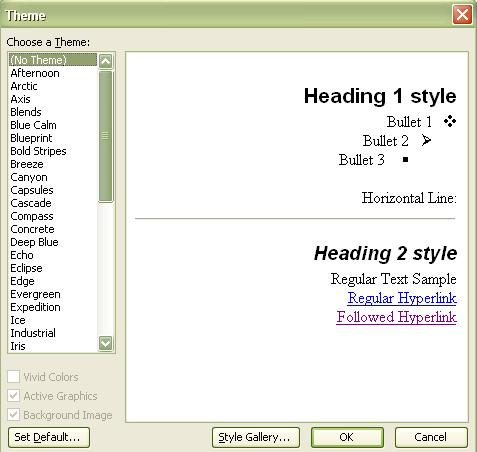 Theme
Choose a Theme:
(No Theme)
Afternoon
Arctic
Axis
Blends
Blue Calm
Blueprint
Bold Stripes
Breeze
Canyon
Capsules
Cascade
Compass
Concrete
Deep Blue
Echo
Eclipse
Edge
Evergreen
Expedition
Ice
Industrial
Iris
Heading 1 style
Bullet 1
Bullet 2
Bullet 3
Horizontal Line:
Heading 2 style
Regular Text Sample
Regular Hyperlink
Followed Hyperlink
Vivid Colors
Active Graphics
Background Image
Set Default...
Style Gallery...
OK
Cancel